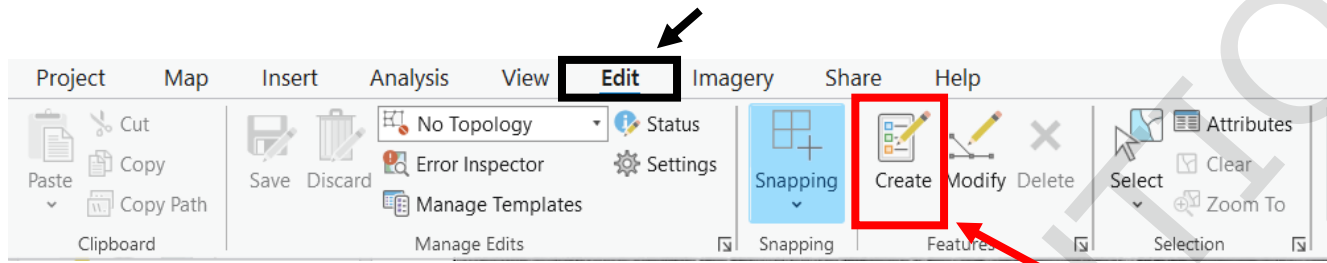 Project Map Insert Analysis View Edit Imagery Share Help
Cut
Copy
Copy Path
Paste
Clipboard
Save Discard
No Topology
Error Inspector
Manage Templates
Status
Settings
Manage Edits
Snapping
Snapping
Create Modify Delete
Features
Select
Attributes
Clear
Zoom To
Selection